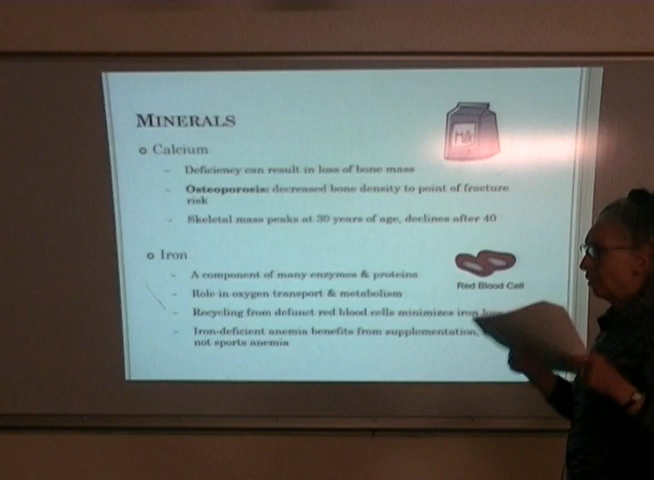 MINERALS
Milk
Calcium
– Deficiency can result in loss of bone mass
– Osteoporosis: decreased bone density to point of fracture
risk
– Skeletal mass peaks at 30 years of age, declines after 40
Iron
– A component of many enzymes & proteins
Red Blood Cell
– Role in oxygen transport & metabolism
– Recycling from defunct red blood cells minimizes iron
– Iron-deficient anemia benefits from supplementation,
not sports anemia